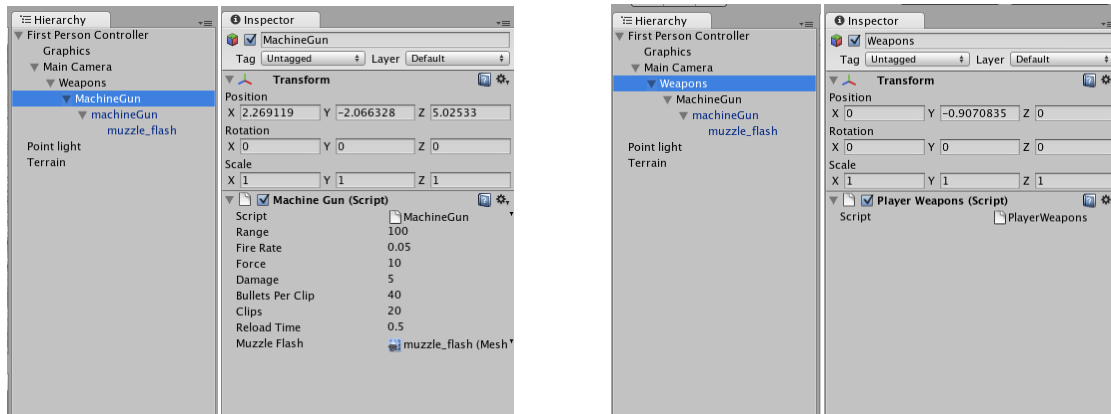 Hierarchy
First Person Controller
Graphics
Main Camera
Weapons
MachineGun
machineGun
muzzle_flash
Point light
Terrain
Inspector
MachineGun
Tag Untagged Layer Default
Transform
Position
X 2.269119 Y -2.066328 Z 5.02533
Rotation
X 0 Y 0 Z 0
Scale
X 1 Y 1 Z 1
Machine Gun (Script)
Script MachineGun
Range 100
Fire Rate 0.05
Force 10
Damage 5
Bullets Per Clip 40
Clips 20
Reload Time 0.5
Muzzle Flash muzzle_flash (Mesh
Hierarchy
First Person Controller
Graphics
Main Camera
Weapons
MachineGun
machineGun
muzzle_flash
Point light
Terrain
Inspector
Weapons
Tag Untagged Layer Default
Transform
Position
X 0 Y -0.9070835 Z 0
Rotation
X 0 Y 0 Z 0
Scale
X 1 Y 1 Z 1
Player Weapons (Script)
Script PlayerWeapons